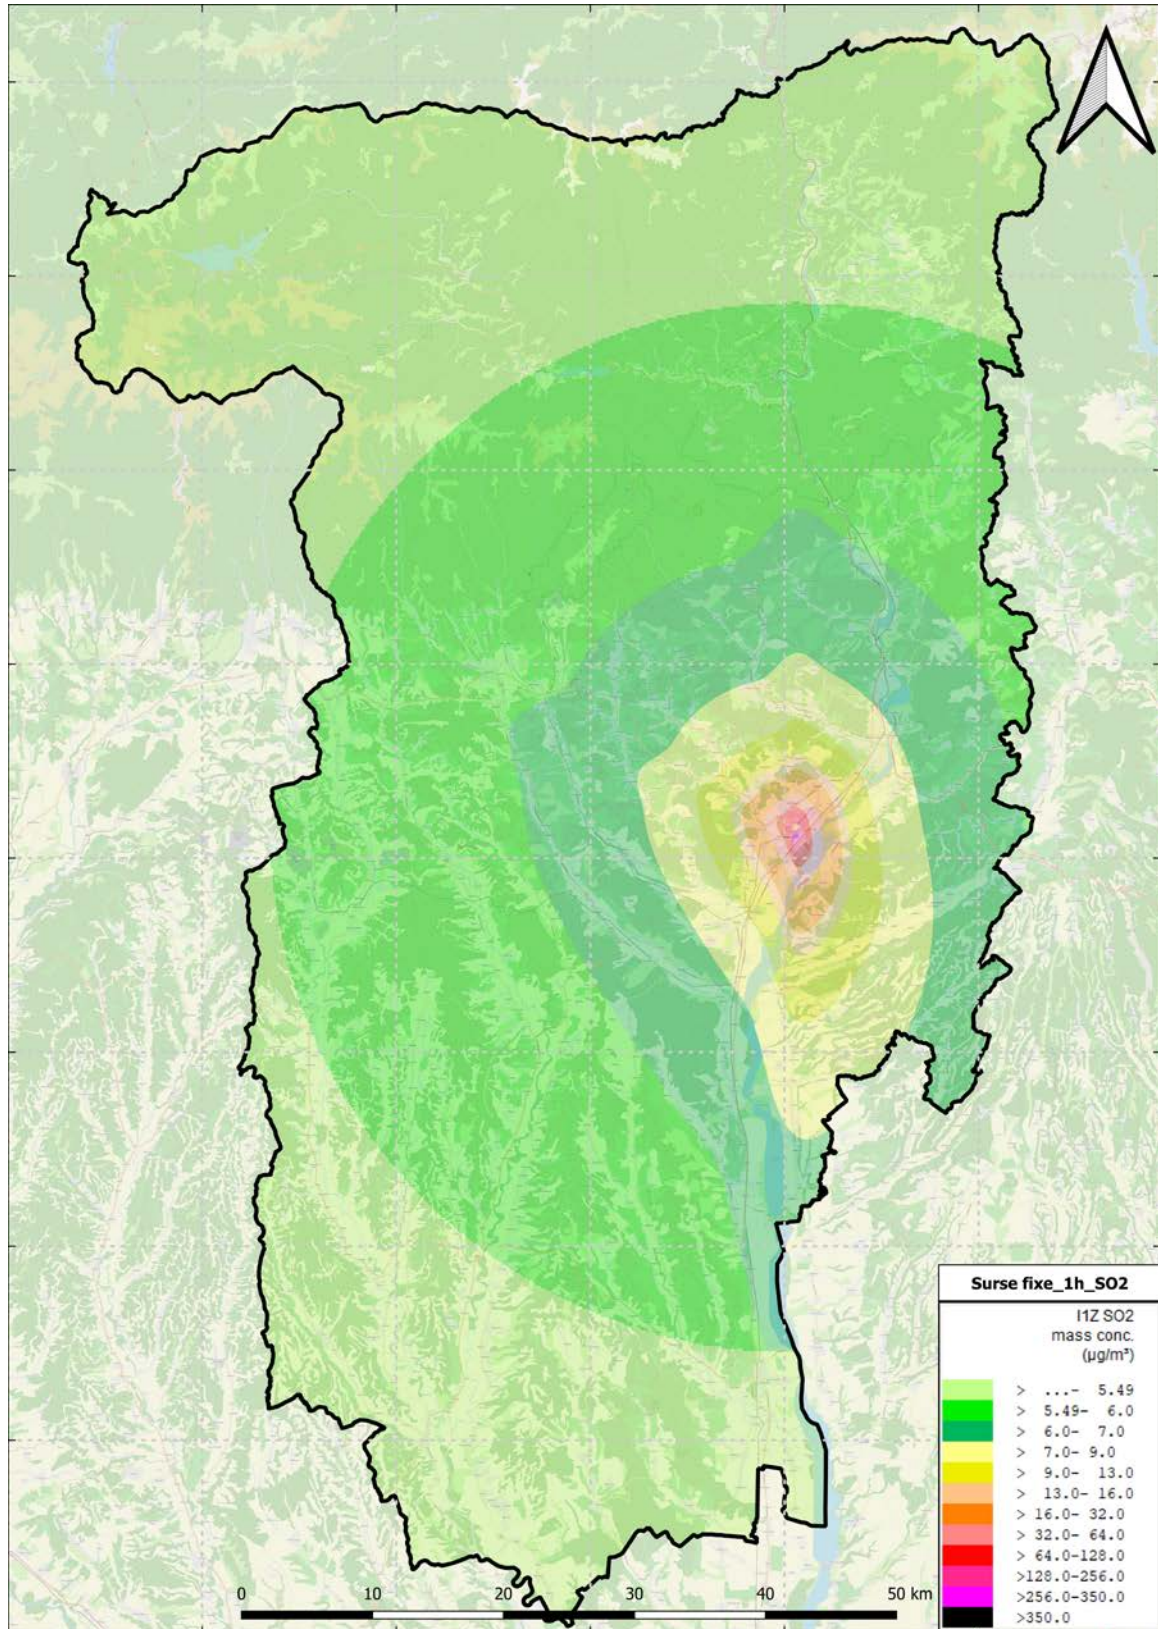 Surse fixe_1h_SO2
I1Z SO2
mass conc.
(µg/m³)
> ...- 5.49
> 5.49- 6.0
> 6.0- 7.0
> 7.0- 9.0
> 9.0- 13.0
> 13.0- 16.0
> 16.0- 32.0
> 32.0- 64.0
> 64.0-128.0
>128.0-256.0
>256.0-350.0
>350.0
0 10 20 30 40 50 km